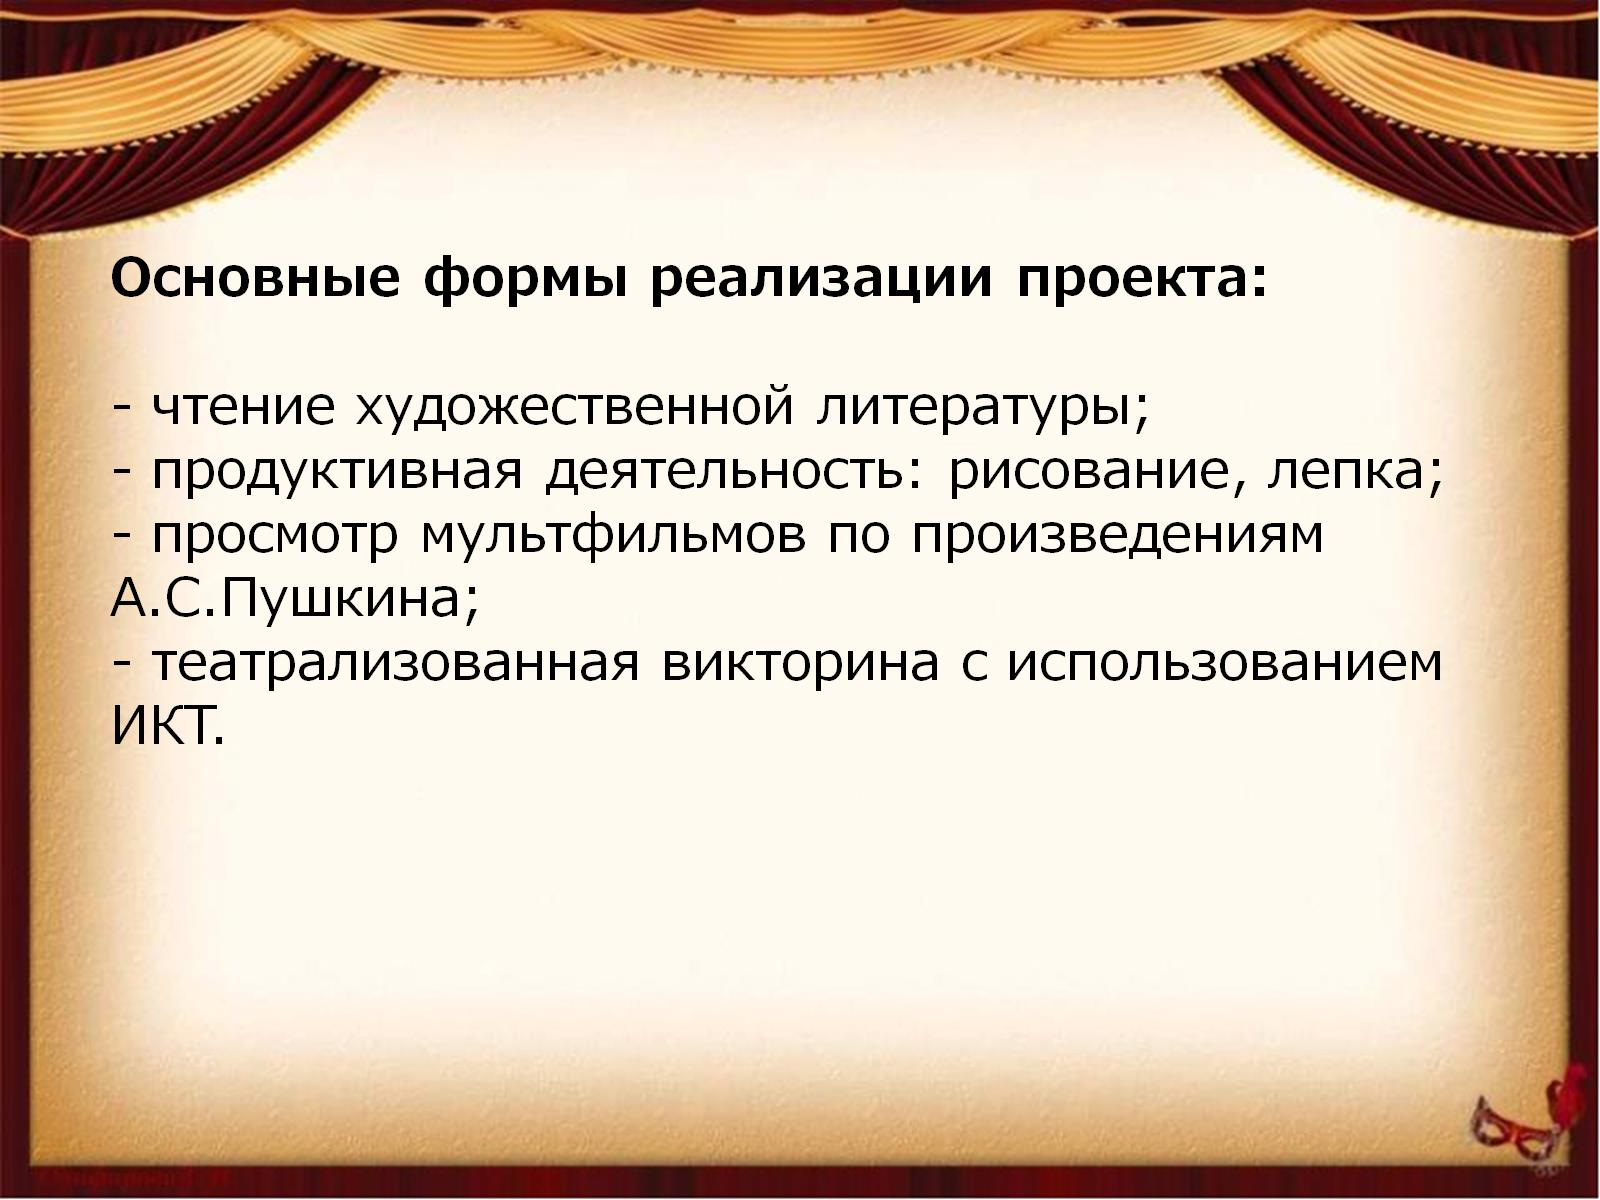 Основные формы реализации проекта:
- чтение художественной литературы;
- продуктивная деятельность: рисование, лепка;
- просмотр мультфильмов по произведениям
А.С.Пушкина;
- театрализованная викторина с использованием
ИКТ.